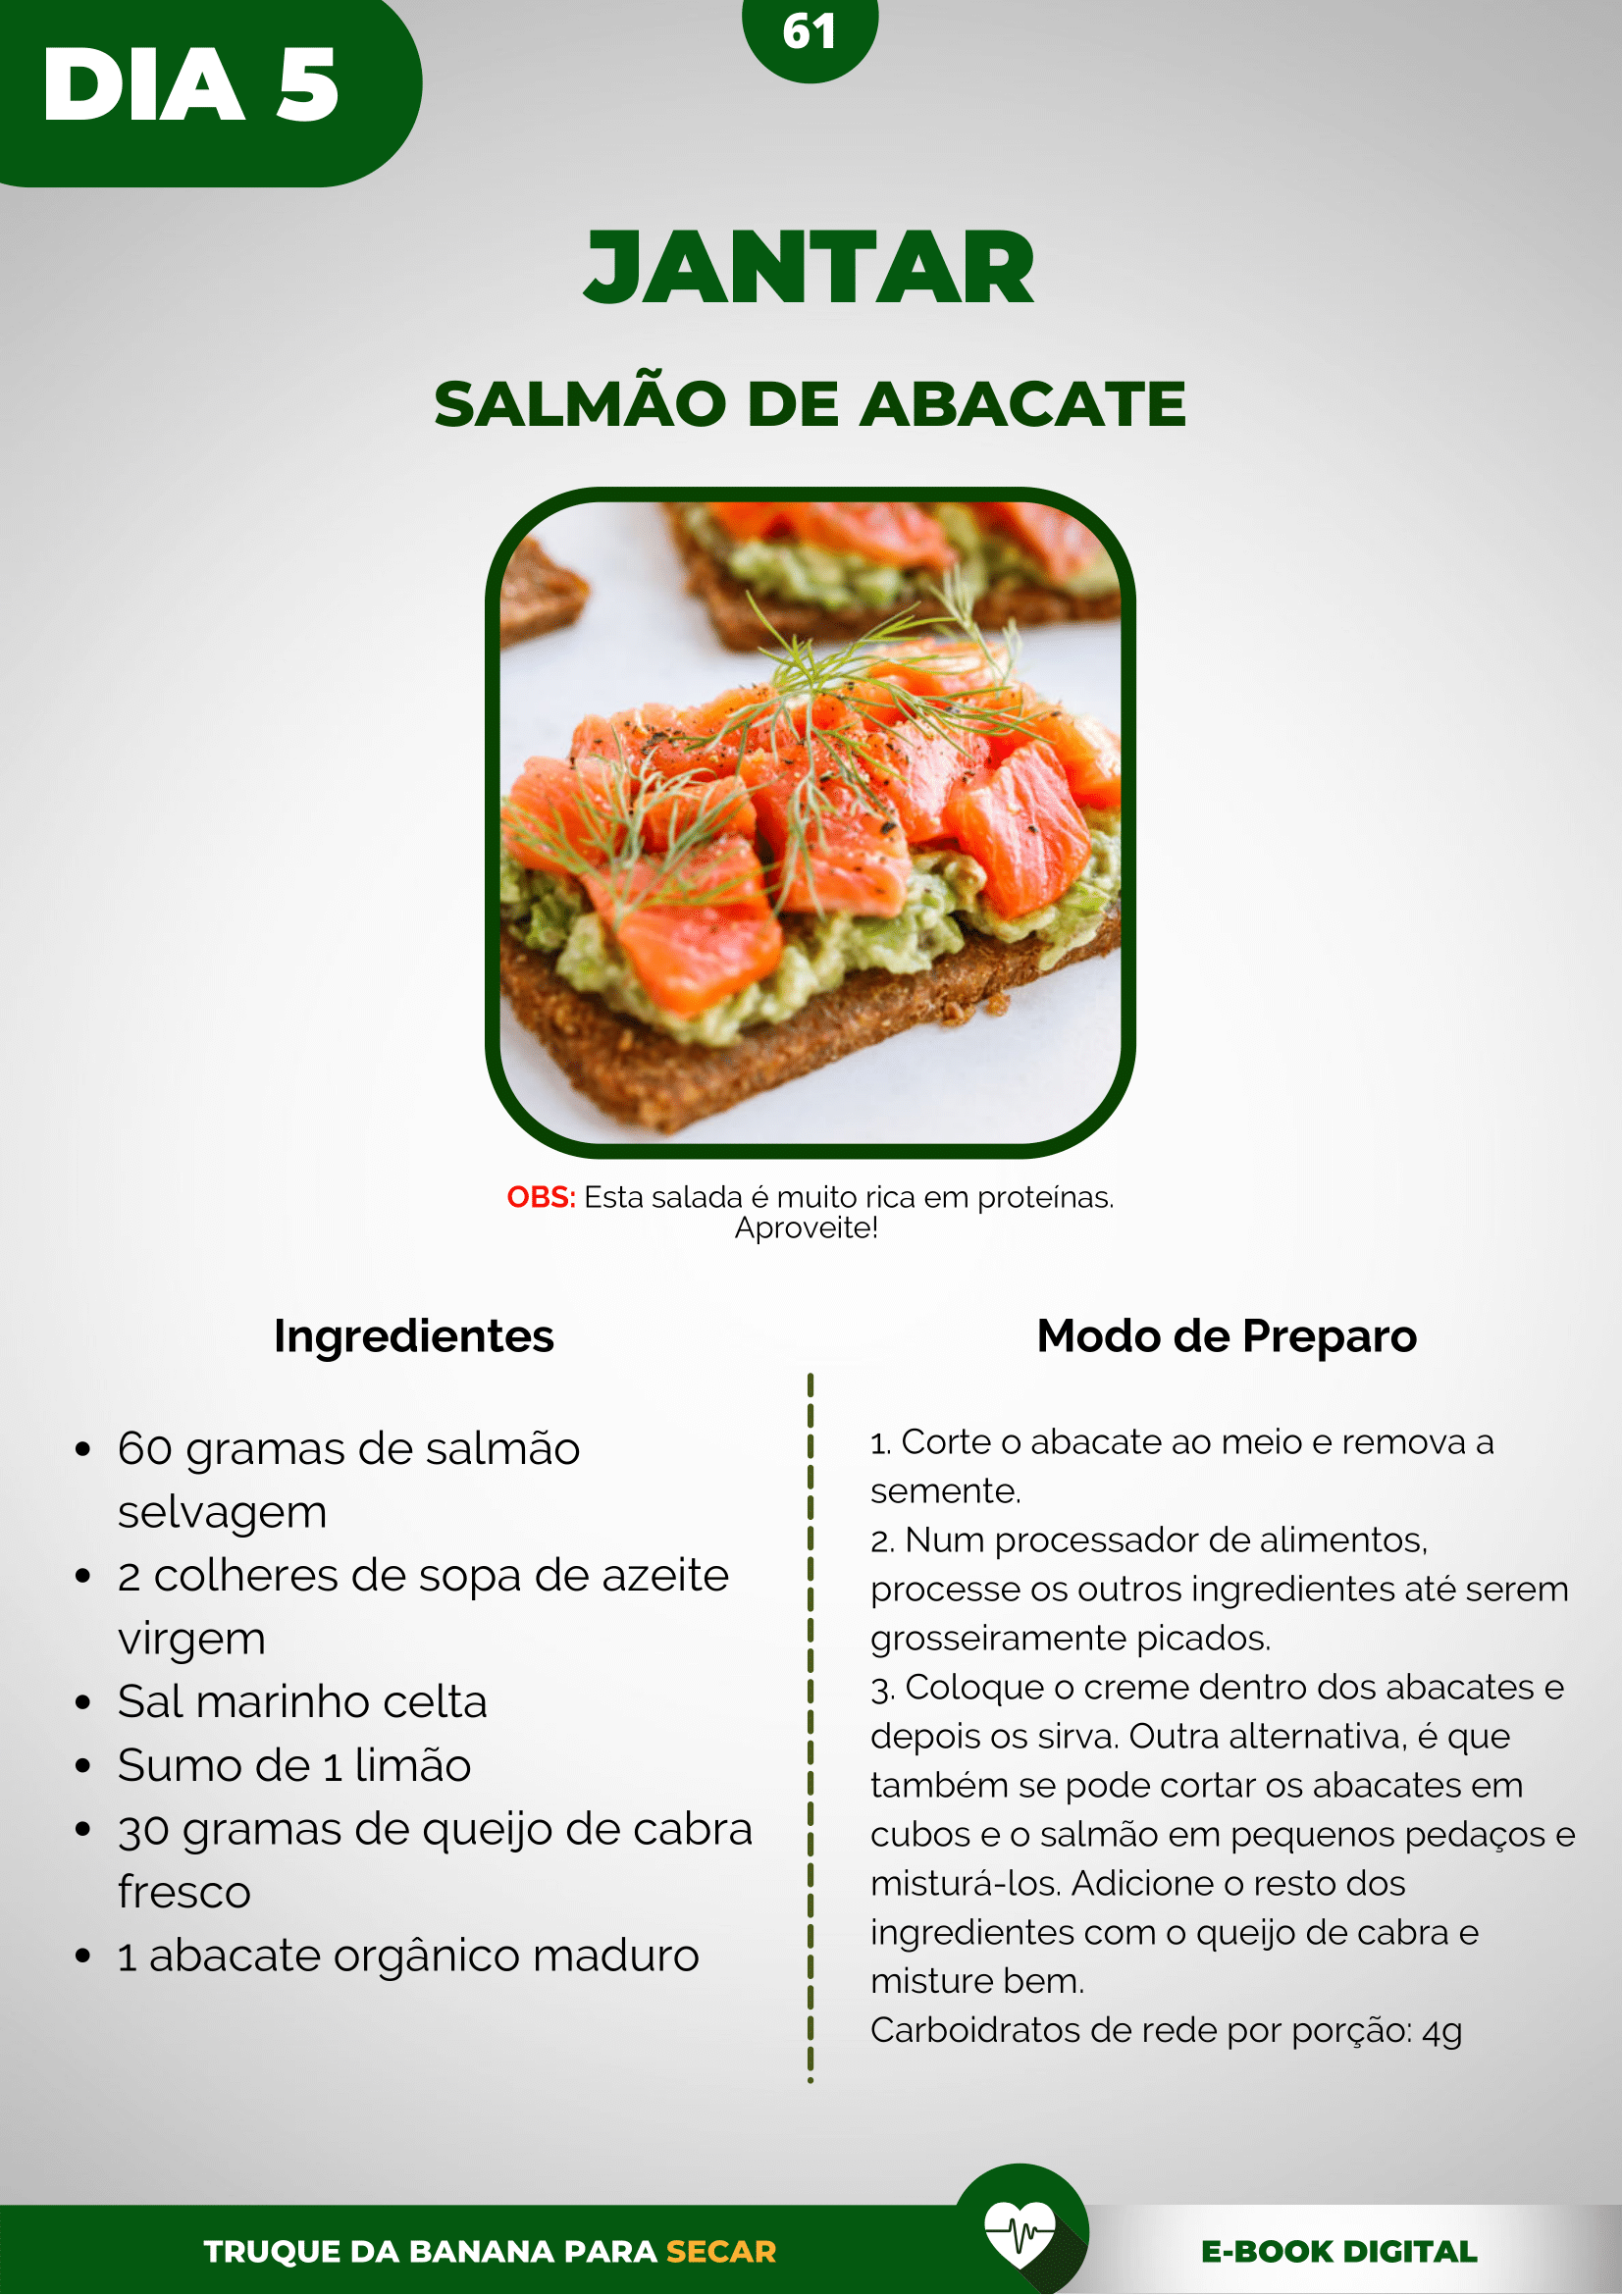 DIA 5
61
JANTAR
SALMÃO DE ABACATE
OBS: Esta salada é muito rica em proteínas.
Aproveite!
Ingredientes
• 60 gramas de salmão
selvagem
• 2 colheres de sopa de azeite
virgem
• Sal marinho celta
• Sumo de 1 limão
• 30 gramas de queijo de cabra
fresco
• 1 abacate orgânico maduro
Modo de Preparo
1. Corte o abacate ao meio e remova a
semente.
2. Num processador de alimentos,
processe os outros ingredientes até serem
grosseiramente picados.
3. Coloque o creme dentro dos abacates e
depois os sirva. Outra alternativa, é que
também se pode cortar os abacates em
cubos e o salmão em pequenos pedaços e
misturá-los. Adicione o resto dos
ingredientes com o queijo de cabra e
misture bem.
Carboidratos de rede por porção: 4g
TRUQUE DA BANANA PARA SECAR
E-BOOK DIGITAL